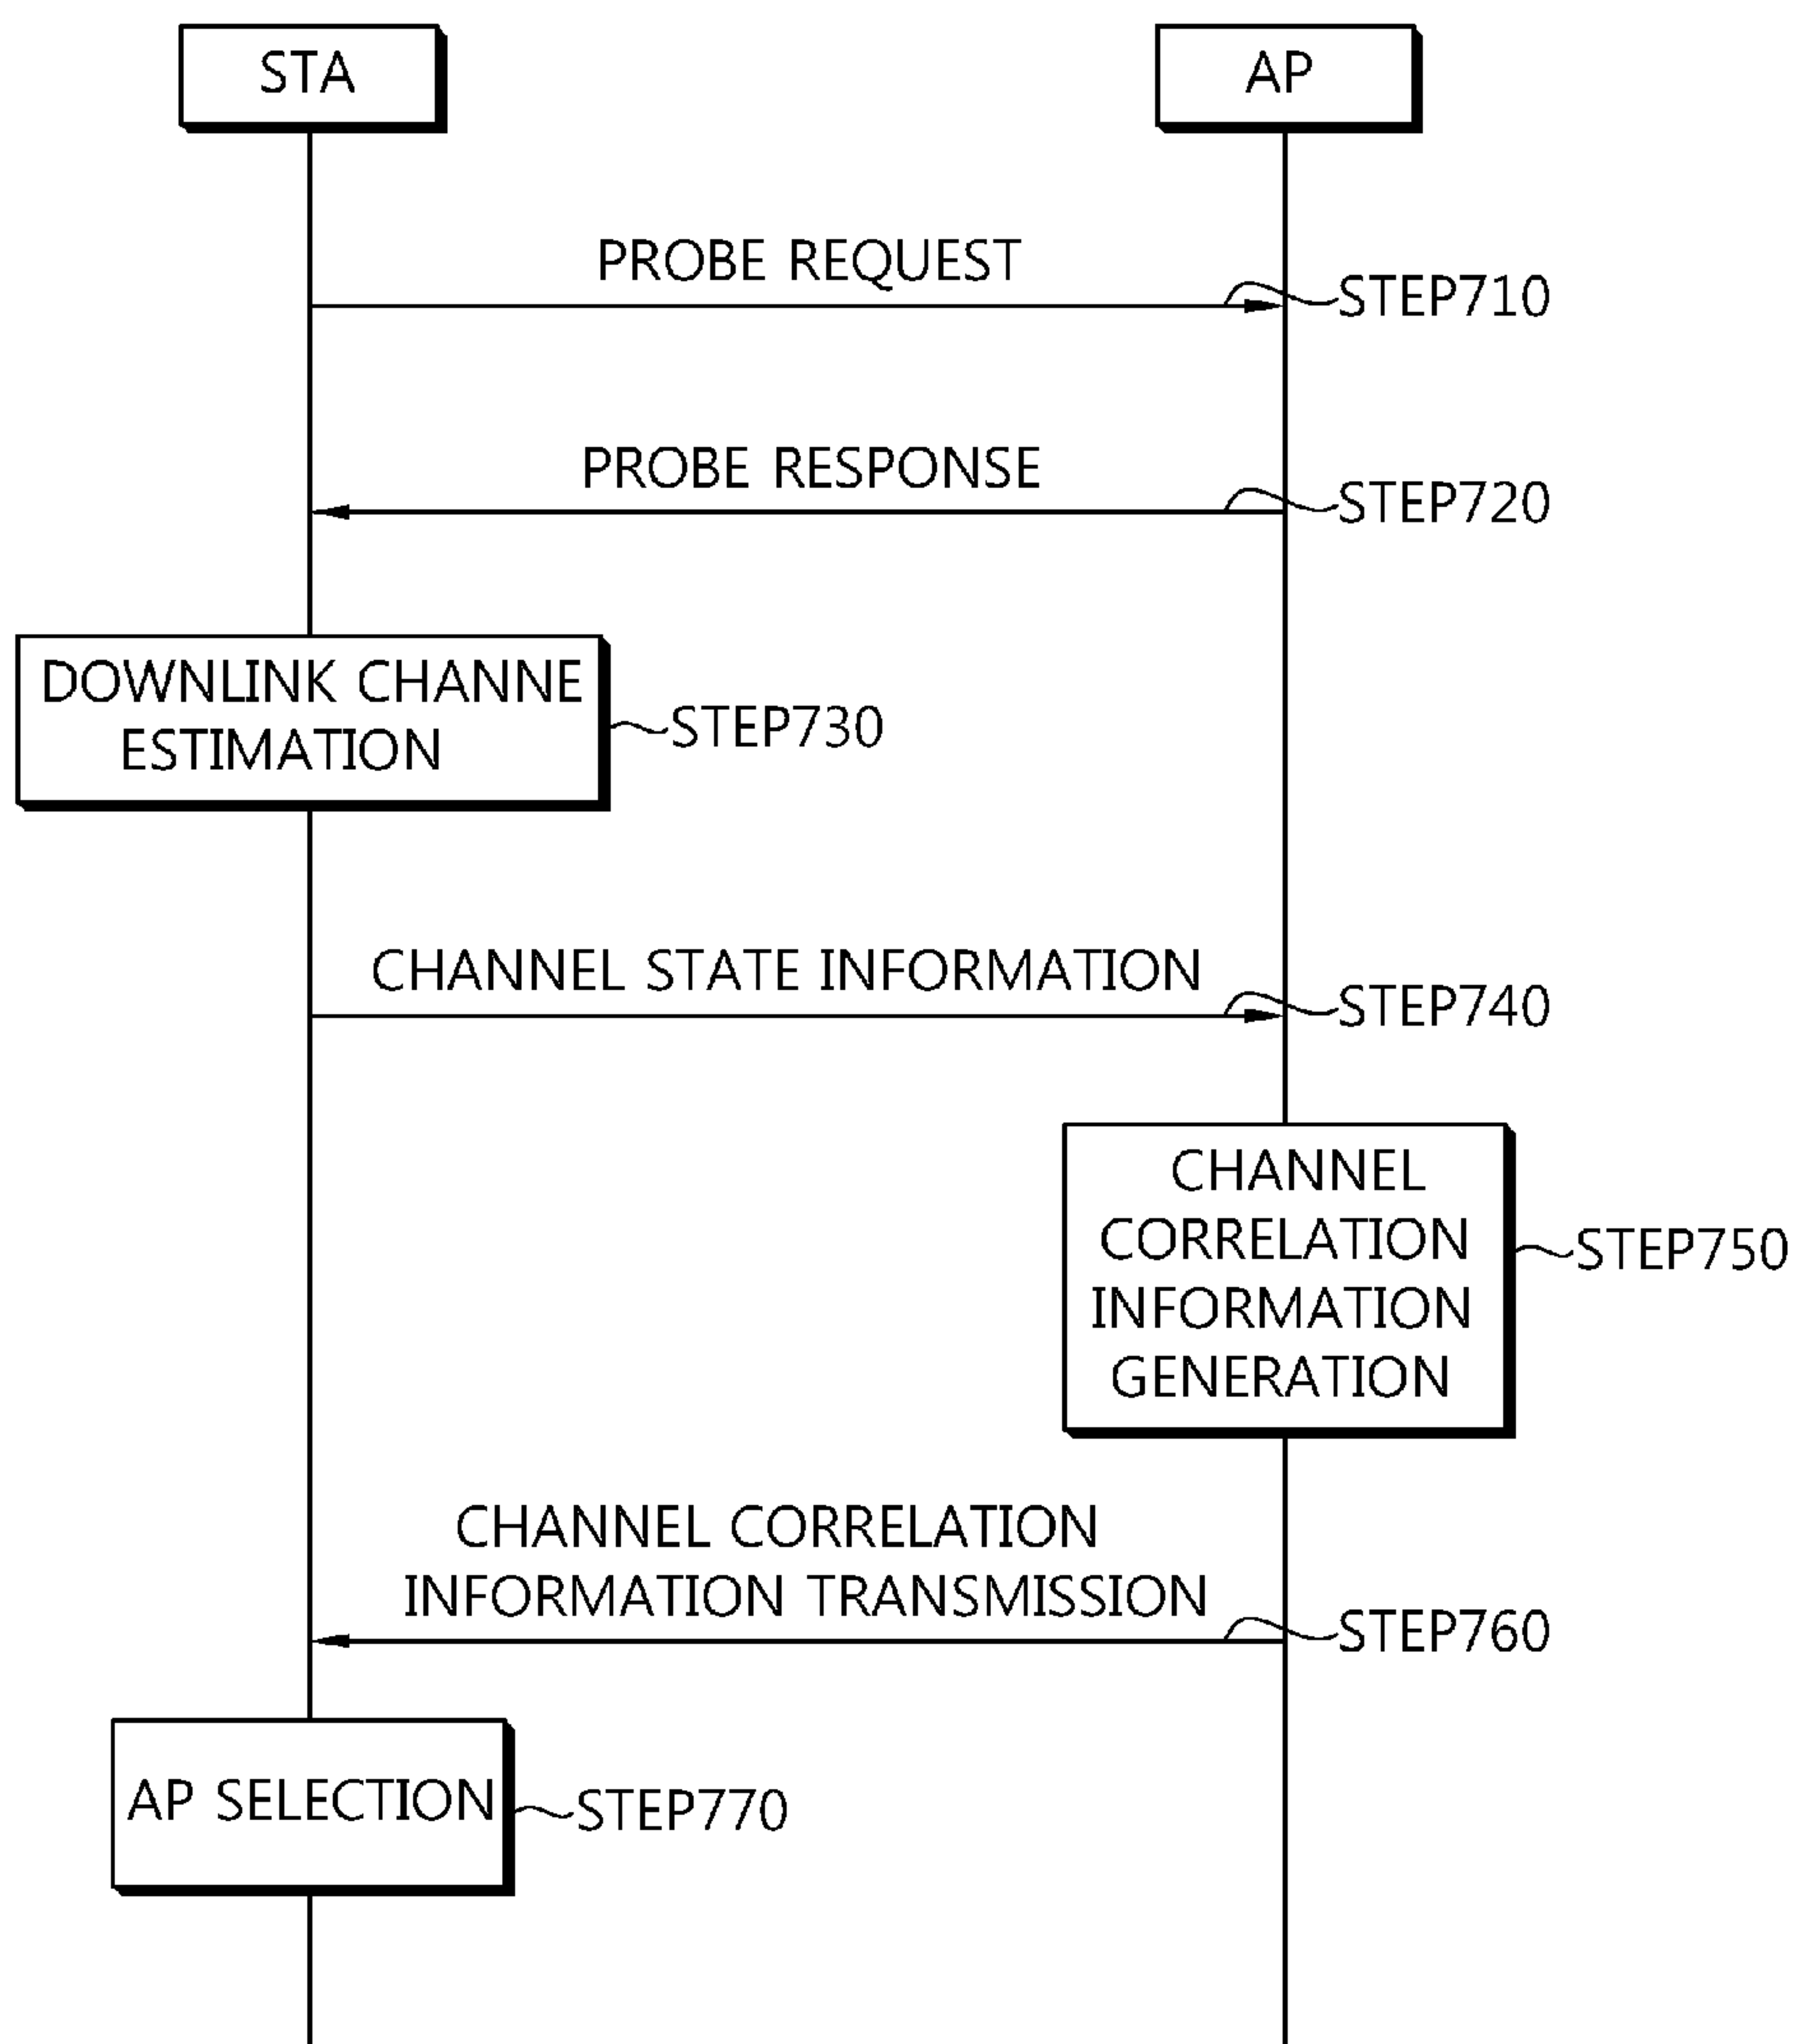 STA
AP
PROBE REQUEST
STEP710
PROBE RESPONSE
STEP720
DOWNLINK CHANNE
ESTIMATION
STEP730
CHANNEL STATE INFORMATION
STEP740
CHANNEL
CORRELATION
INFORMATION
GENERATION
STEP750
CHANNEL CORRELATION
INFORMATION TRANSMISSION
STEP760
AP SELECTION
STEP770